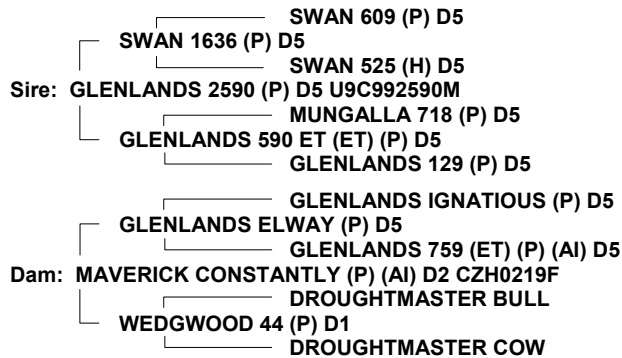 SWAN 609 (P) D5
SWAN 1636 (P) D5
SWAN 525 (H) D5
Sire: GLENLANDS 2590 (P) D5 U9C992590M
MUNGALLA 718 (P) D5
GLENLANDS 590 ET (ET) (P) D5
GLENLANDS 129 (P) D5
GLENLANDS IGNATIOUS (P) D5
GLENLANDS ELWAY (P) D5
GLENLANDS 759 (ET) (P) (AI) D5
Dam: MAVERICK CONSTANTLY (P) (AI) D2 CZH0219F
DROUGHTMASTER BULL
WEDGWOOD 44 (P) D1
DROUGHTMASTER COW